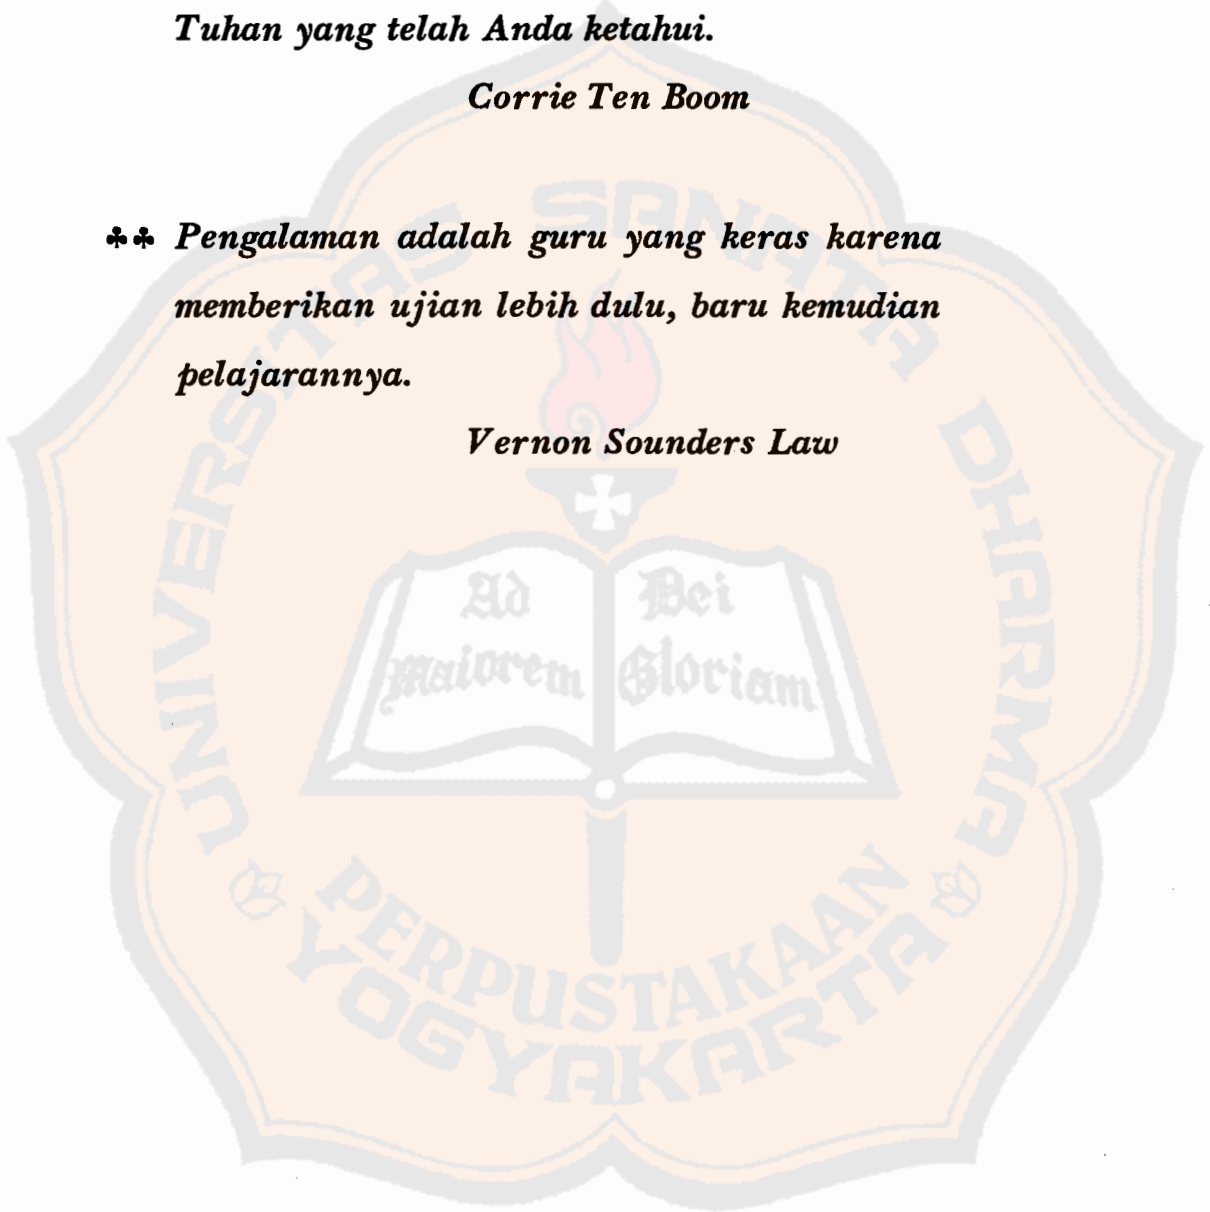 Tuhan yang telah Anda ketahui.
Corrie Ten Boom
♣♣ Pengalaman adalah guru yang keras karena
memberikan ujian lebih dulu, baru kemudian
pelajarannya.
Vernon Sounders Law
UNIVERSITAS SANATA DHARMA
Ad Dei
maiorem Gloriam
PERPUSTAKAAN
YOGYAKARTA